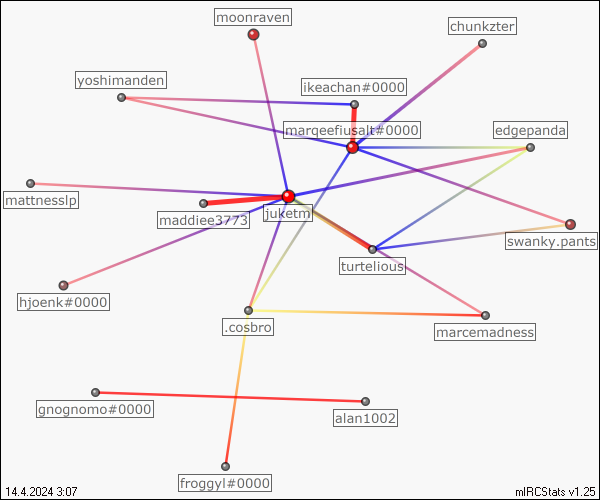 moonraven
chunkzter
yoshimanden
ikeachan#0000
marqeefiusalt#0000
edgepanda
mattnesslp
maddiee3773
juketm
swanky.pants
turtelious
hjoenk#0000
.cosbro
marcemadness
gnognomo#0000
alan1002
froggyl#0000
14.4.2024 3:07
mIRCStats v1.25